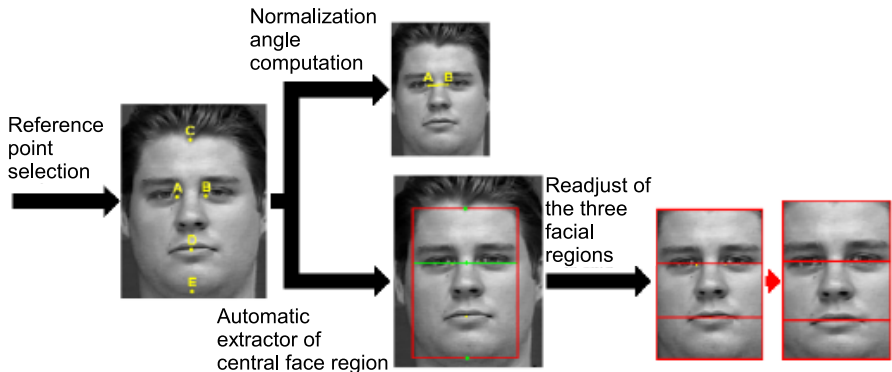 Reference
point
selection
C
A B
D
E
Normalization
angle
computation
A B
Automatic
extractor of
central face region
Readjust of
the three
facial
regions